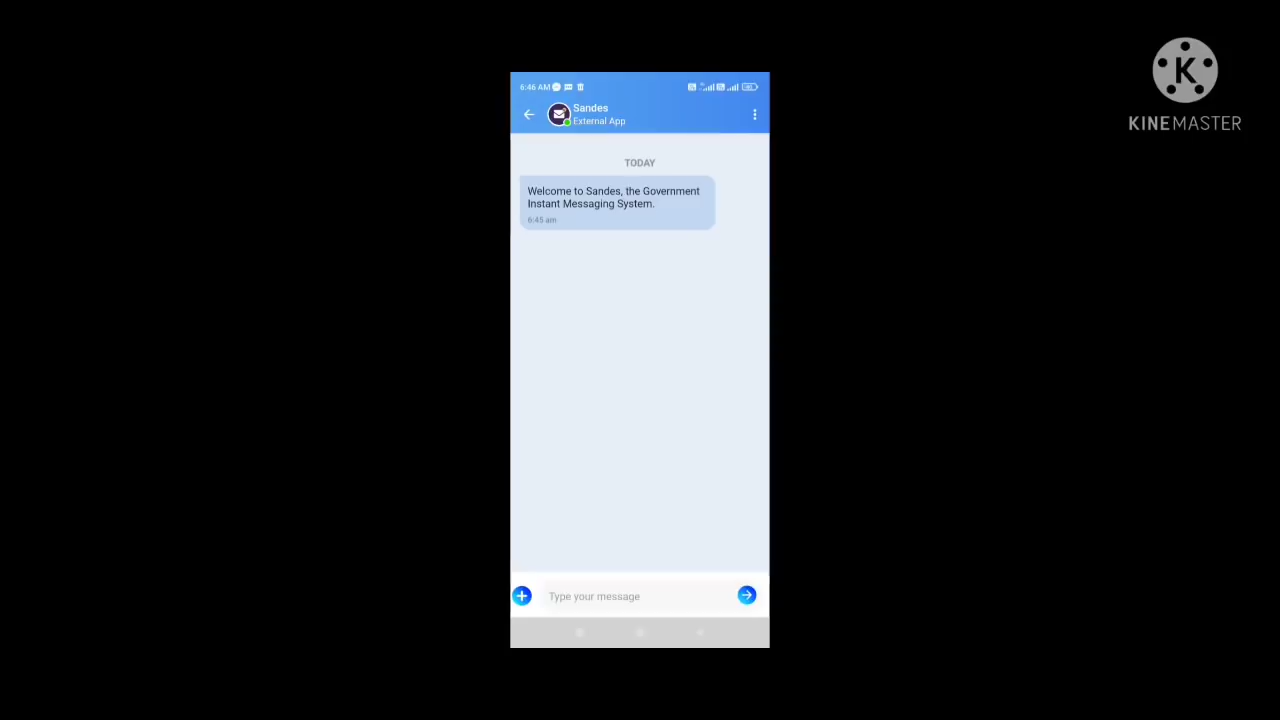 6:46 AM
Sandes
External App
TODAY
Welcome to Sandes, the Government
Instant Messaging System.
6:45 am
Type your message
K
KINEMASTER